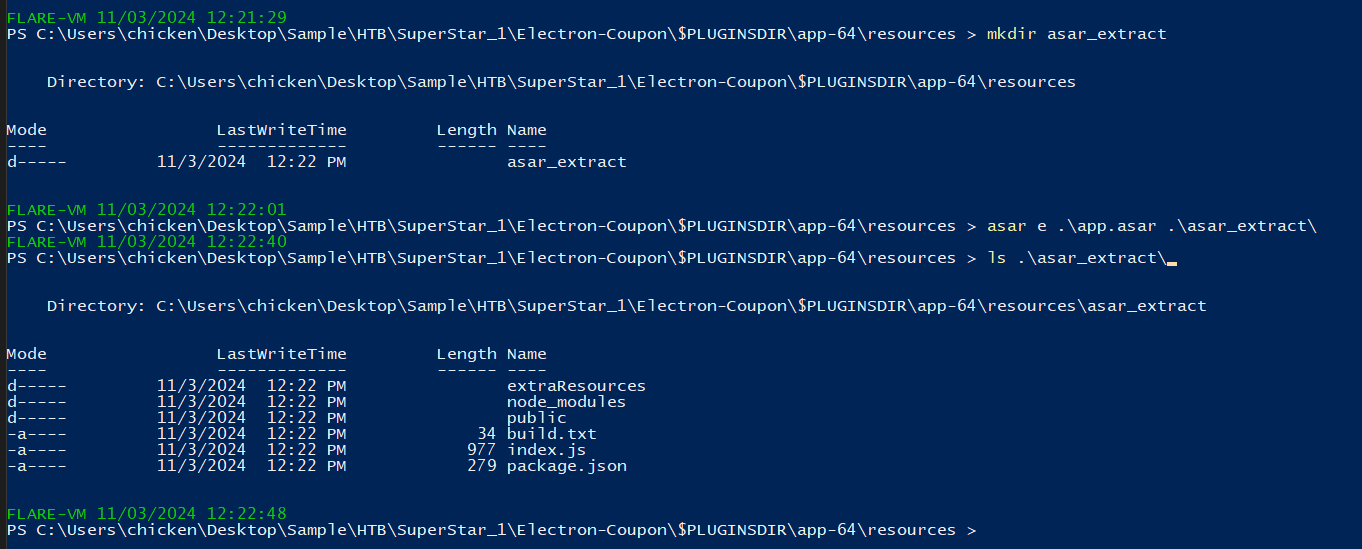 FLARE-VM 11/03/2024 12:21:29
PS C:\Users\chicken\Desktop\Sample\HTB\SuperStar_1\Electron-Coupon\$PLUGINSDIR\app-64\resources > mkdir asar_extract
Directory: C:\Users\chicken\Desktop\Sample\HTB\SuperStar_1\Electron-Coupon\$PLUGINSDIR\app-64\resources
Mode                 LastWriteTime         Length Name
----                 -------------         ------ ----
d-----         11/3/2024  12:22 PM                asar_extract
FLARE-VM 11/03/2024 12:22:01
PS C:\Users\chicken\Desktop\Sample\HTB\SuperStar_1\Electron-Coupon\$PLUGINSDIR\app-64\resources > asar e .\app.asar .\asar_extract\
FLARE-VM 11/03/2024 12:22:40
PS C:\Users\chicken\Desktop\Sample\HTB\SuperStar_1\Electron-Coupon\$PLUGINSDIR\app-64\resources > ls .\asar_extract\
Directory: C:\Users\chicken\Desktop\Sample\HTB\SuperStar_1\Electron-Coupon\$PLUGINSDIR\app-64\resources\asar_extract
Mode                 LastWriteTime         Length Name
----                 -------------         ------ ----
d-----         11/3/2024  12:22 PM                extraResources
d-----         11/3/2024  12:22 PM                node_modules
d-----         11/3/2024  12:22 PM                public
-a----         11/3/2024  12:22 PM             34 build.txt
-a----         11/3/2024  12:22 PM            977 index.js
-a----         11/3/2024  12:22 PM            279 package.json
FLARE-VM 11/03/2024 12:22:48
PS C:\Users\chicken\Desktop\Sample\HTB\SuperStar_1\Electron-Coupon\$PLUGINSDIR\app-64\resources >